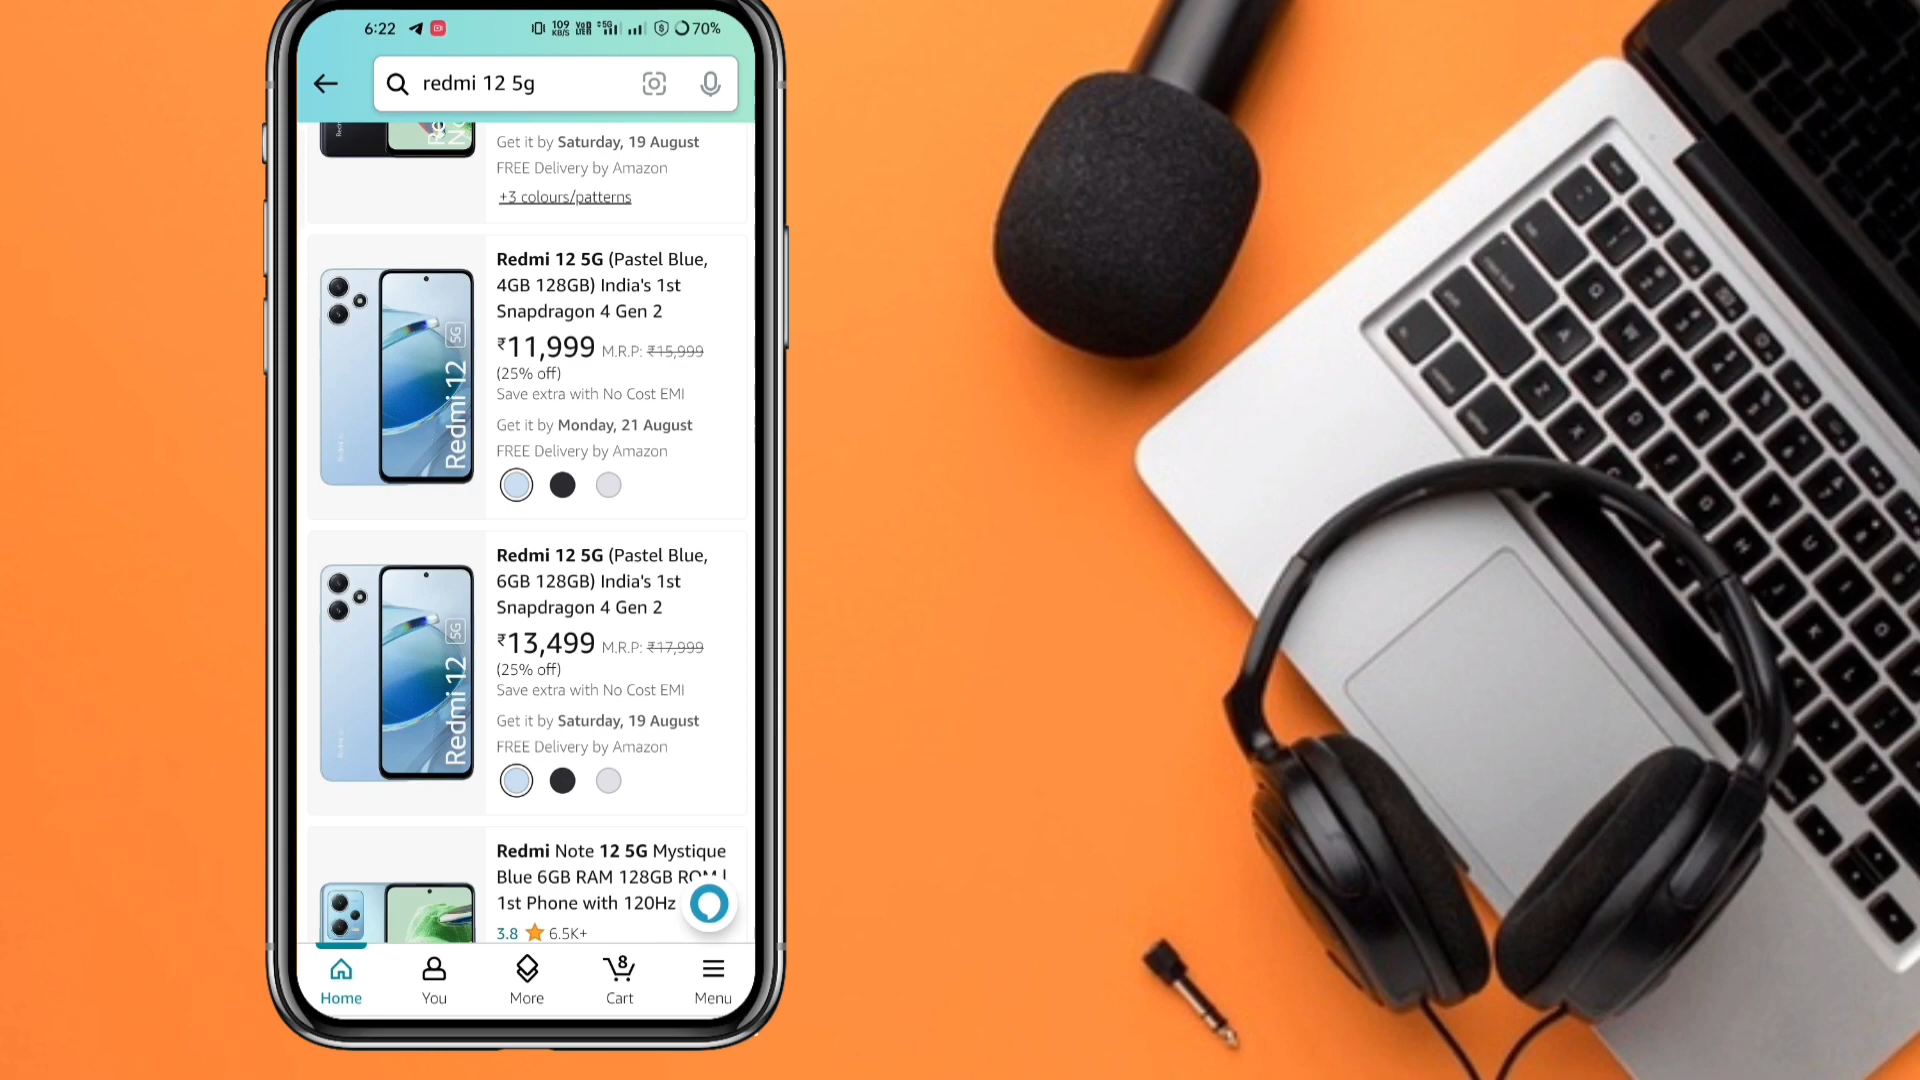 6:22
109 KB/S
5G
70%
redmi 12 5g
Get it by Saturday, 19 August
FREE Delivery by Amazon
+3 colours/patterns
Redmi 12 5G (Pastel Blue,
4GB 128GB) India's 1st
Snapdragon 4 Gen 2
₹11,999 M.R.P: ₹15,999
(25% off)
Save extra with No Cost EMI
Get it by Monday, 21 August
FREE Delivery by Amazon
Redmi 12 5G
Redmi 12 5G (Pastel Blue,
6GB 128GB) India's 1st
Snapdragon 4 Gen 2
₹13,499 M.R.P: ₹17,999
(25% off)
Save extra with No Cost EMI
Get it by Saturday, 19 August
FREE Delivery by Amazon
Redmi 12 5G
Redmi Note 12 5G Mystique
Blue 6GB RAM 128GB ROM |
1st Phone with 120Hz
3.8 6.5K+
8
Home
You
More
Cart
Menu